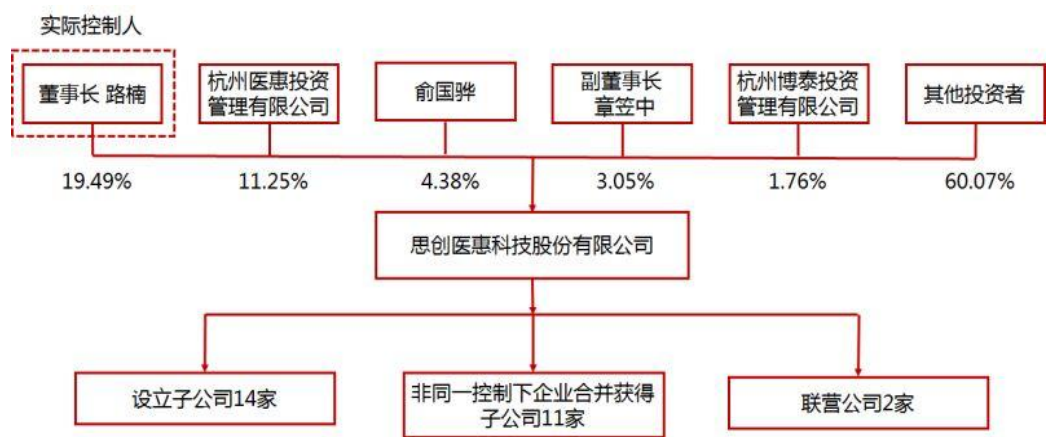 实际控制人
董事长 路楠
杭州医惠投资
管理有限公司
俞国骅
副董事长
章笠中
杭州博泰投资
管理有限公司
其他投资者
19.49%
11.25%
4.38%
3.05%
1.76%
60.07%
思创医惠科技股份有限公司
设立子公司14家
非同一控制下企业合并获得
子公司11家
联营公司2家